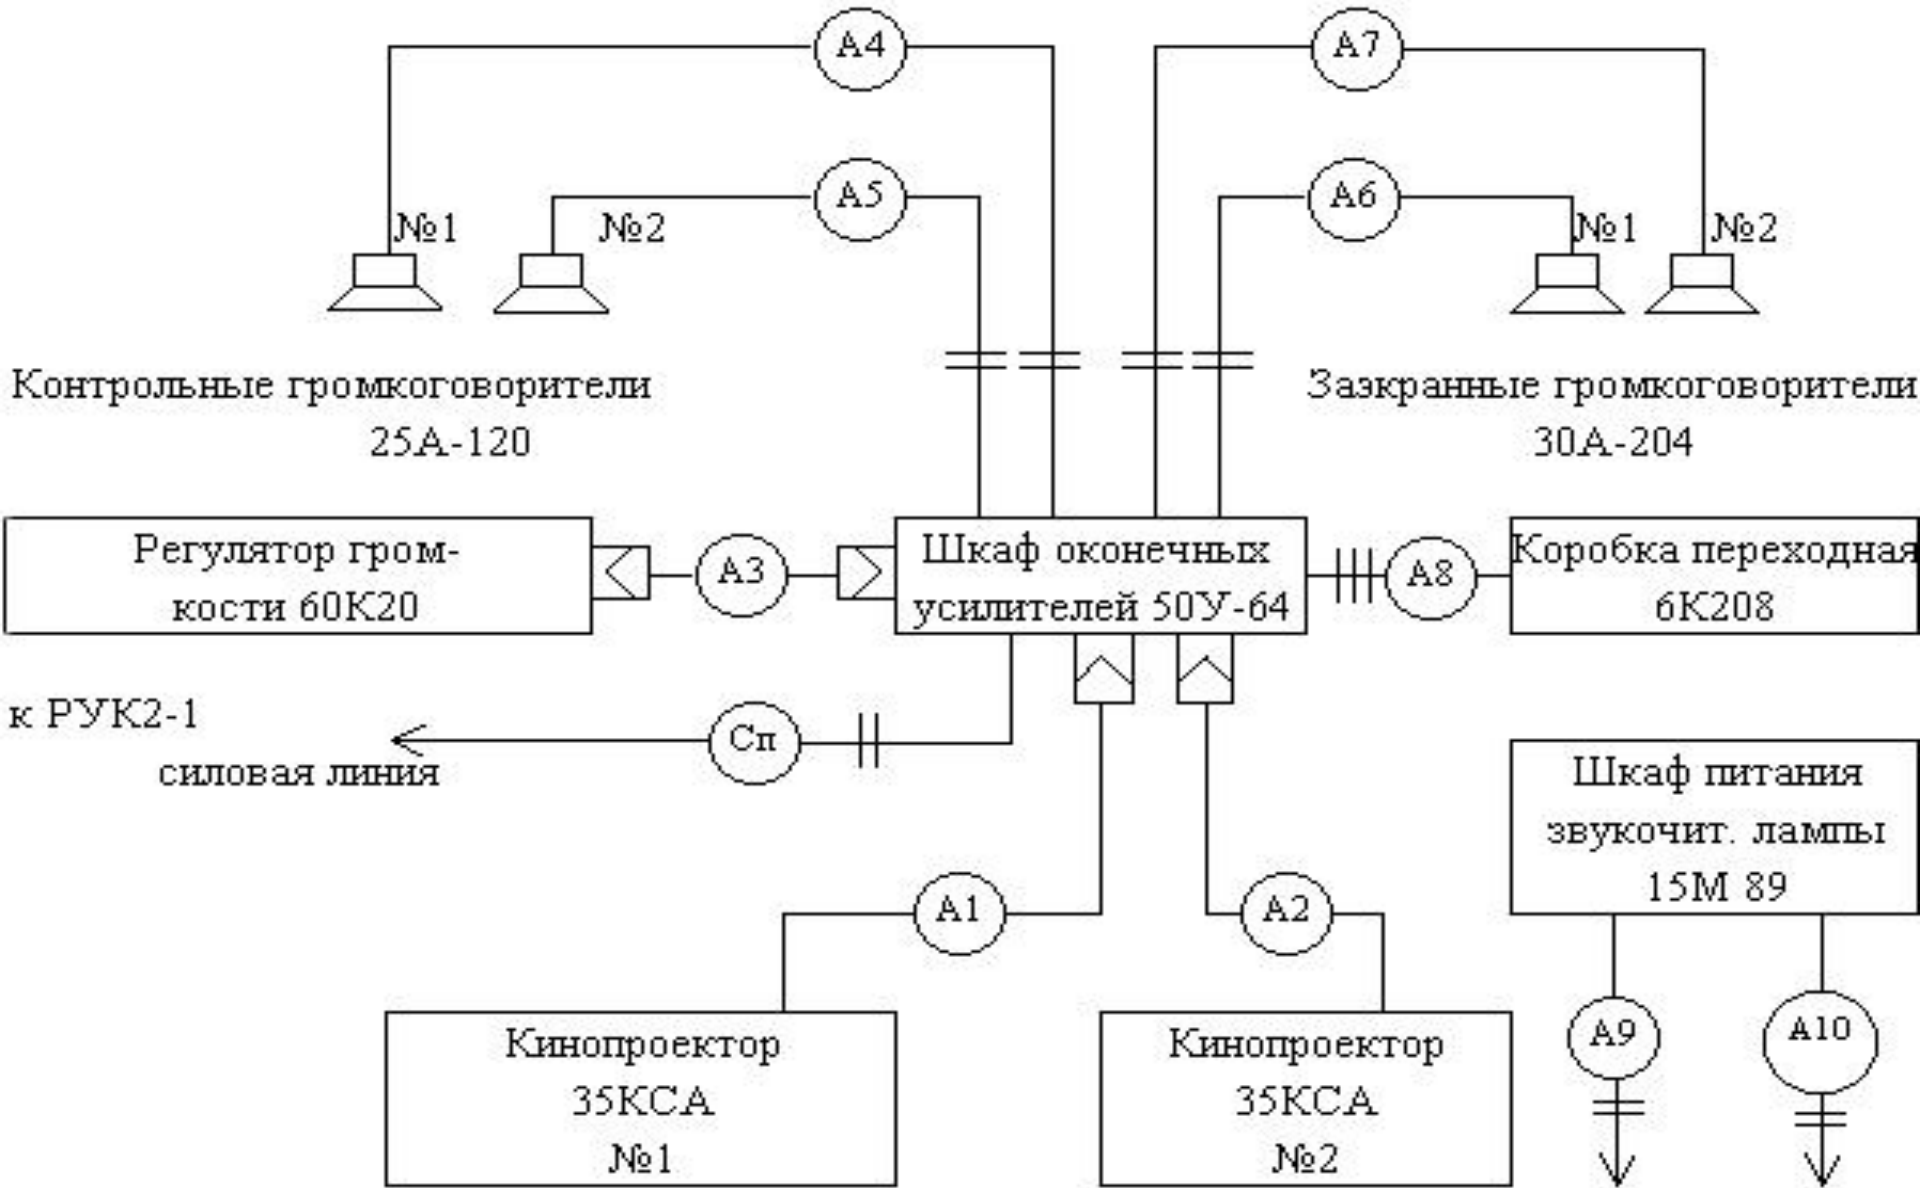 А4
А7
А5
А6
№1
№2
№1
№2
Контрольные громкоговорители
25А-120
Заэкранные громкоговорители
30А-204
Регулятор гром-
кости 60К20
А3
Шкаф оконечных
усилителей 50У-64
А8
Коробка переходная
6К208
к РУК2-1
силовая линия
Сп
Шкаф питания
звукочит. лампы
15М 89
А1
А2
А9
А10
Кинопроектор
35КСА
№1
Кинопроектор
35КСА
№2